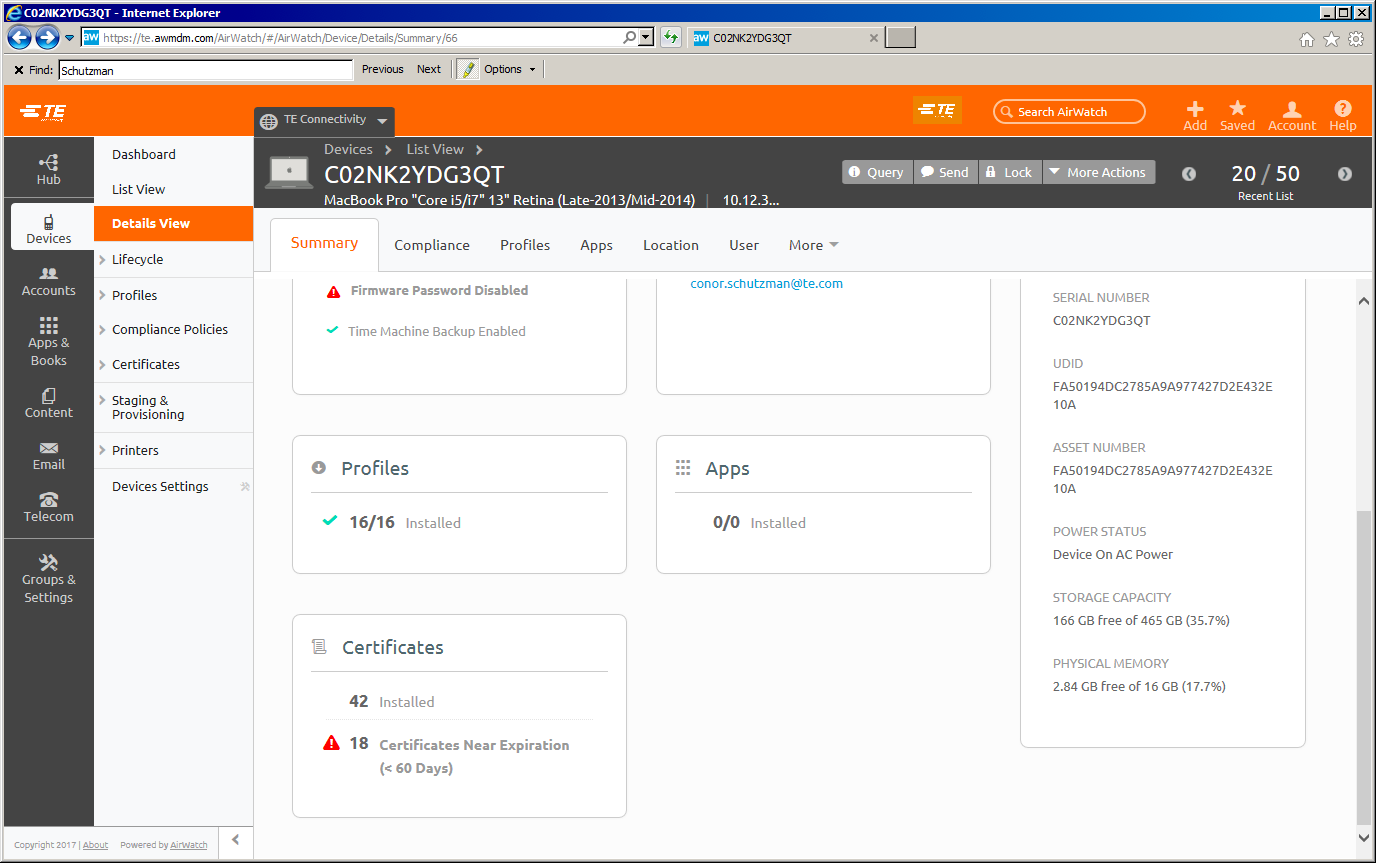 C02NK2YDG3QT - Internet Explorer
aw https://te.awmdm.com/AirWatch/#/AirWatch/Device/Details/Summary/66
aw C02NK2YDG3QT
Find: Schutzman Previous Next Options
TE
TE Connectivity
TE
Search AirWatch
Add Saved Account Help
Hub
Devices
Accounts
Apps &
Books
Content
Email
Telecom
Groups &
Settings
Dashboard
List View
Details View
Lifecycle
Profiles
Compliance Policies
Certificates
Staging &
Provisioning
Printers
Devices Settings
Copyright 2017 | About Powered by AirWatch
Devices List View
C02NK2YDG3QT
MacBook Pro "Core i5/i7" 13" Retina (Late-2013/Mid-2014) | 10.12.3...
Query Send Lock More Actions
20 / 50
Recent List
Summary Compliance Profiles Apps Location User More
Firmware Password Disabled
Time Machine Backup Enabled
conor.schutzman@te.com
Profiles
16/16 Installed
Apps
0/0 Installed
Certificates
42 Installed
18 Certificates Near Expiration
(< 60 Days)
SERIAL NUMBER
C02NK2YDG3QT
UDID
FA50194DC2785A9A977427D2E432E
10A
ASSET NUMBER
FA50194DC2785A9A977427D2E432E
10A
POWER STATUS
Device On AC Power
STORAGE CAPACITY
166 GB free of 465 GB (35.7%)
PHYSICAL MEMORY
2.84 GB free of 16 GB (17.7%)